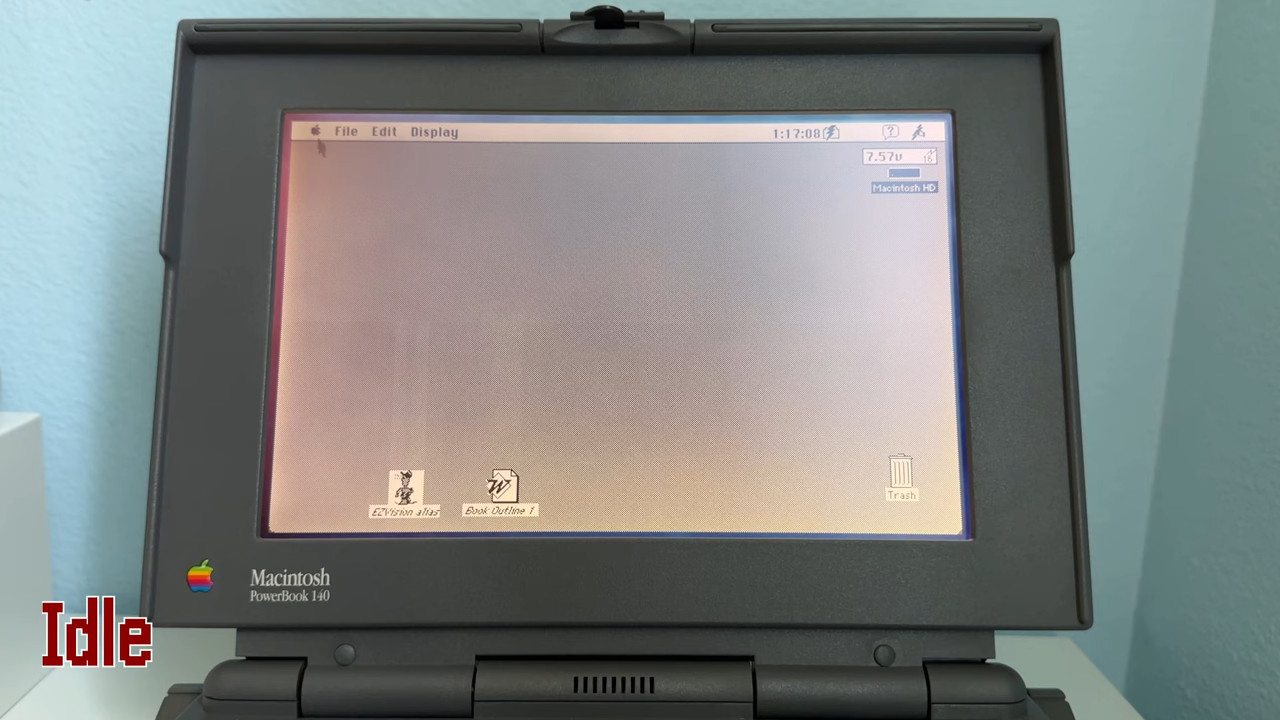 File Edit Display 1:17:08 ?
7.57v 16
Macintosh HD
W
EZVision alias
Book Outline 1
Trash
Macintosh
PowerBook 140
Idle